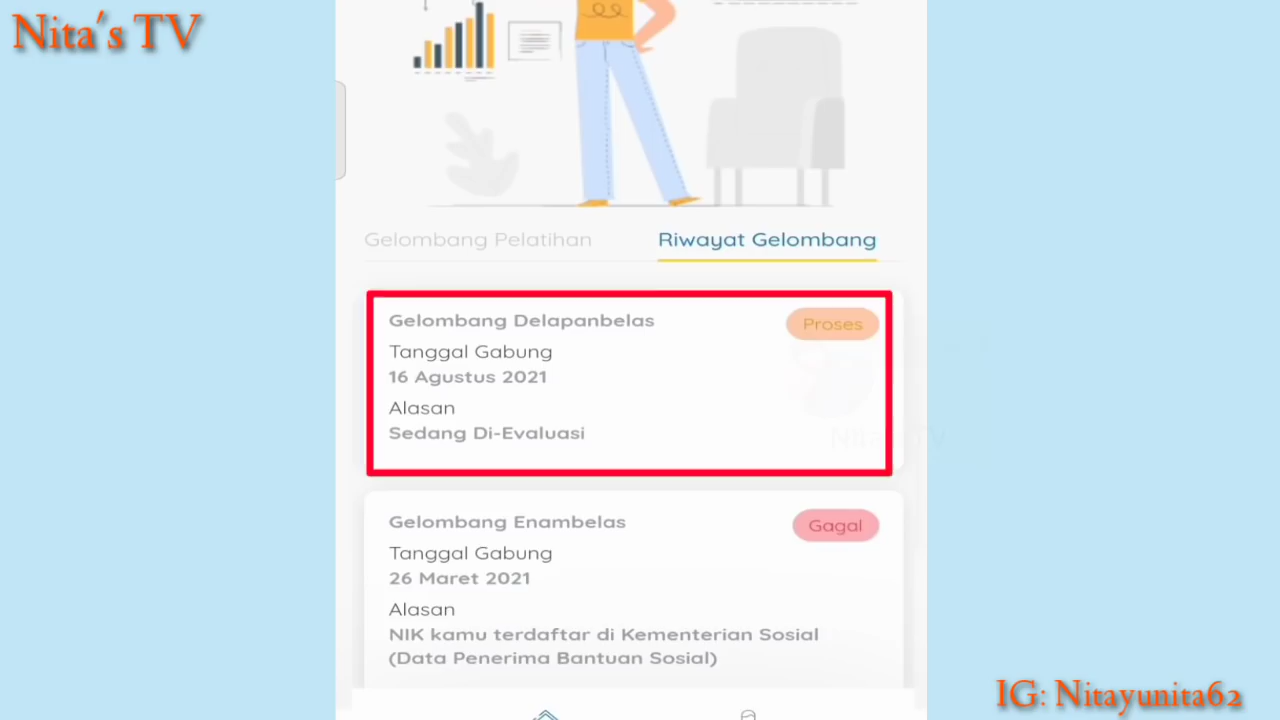 Nita's TV
Gelombang Pelatihan
Riwayat Gelombang
Gelombang Delapanbelas
Proses
Tanggal Gabung
16 Agustus 2021
Alasan
Sedang Di-Evaluasi
Gelombang Enambelas
Gagal
Tanggal Gabung
26 Maret 2021
Alasan
NIK kamu terdaftar di Kementerian Sosial
(Data Penerima Bantuan Sosial)
IG: Nitayunita62